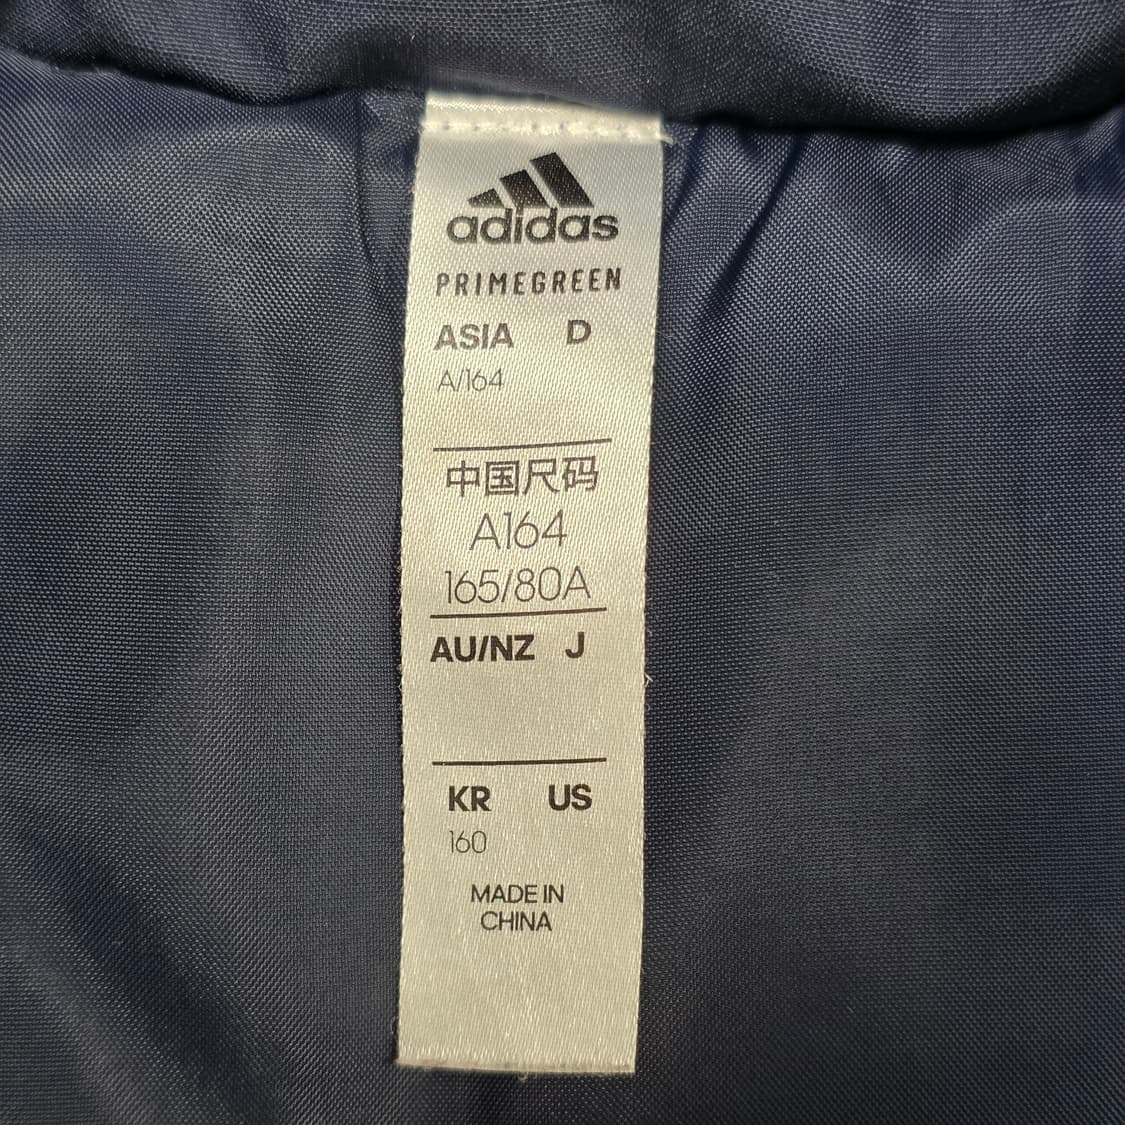 adidas
PRIMEGREEN
ASIA D
A/164
中国尺码
A164
165/80A
AU/NZ J
KR US
160
MADE IN
CHINA